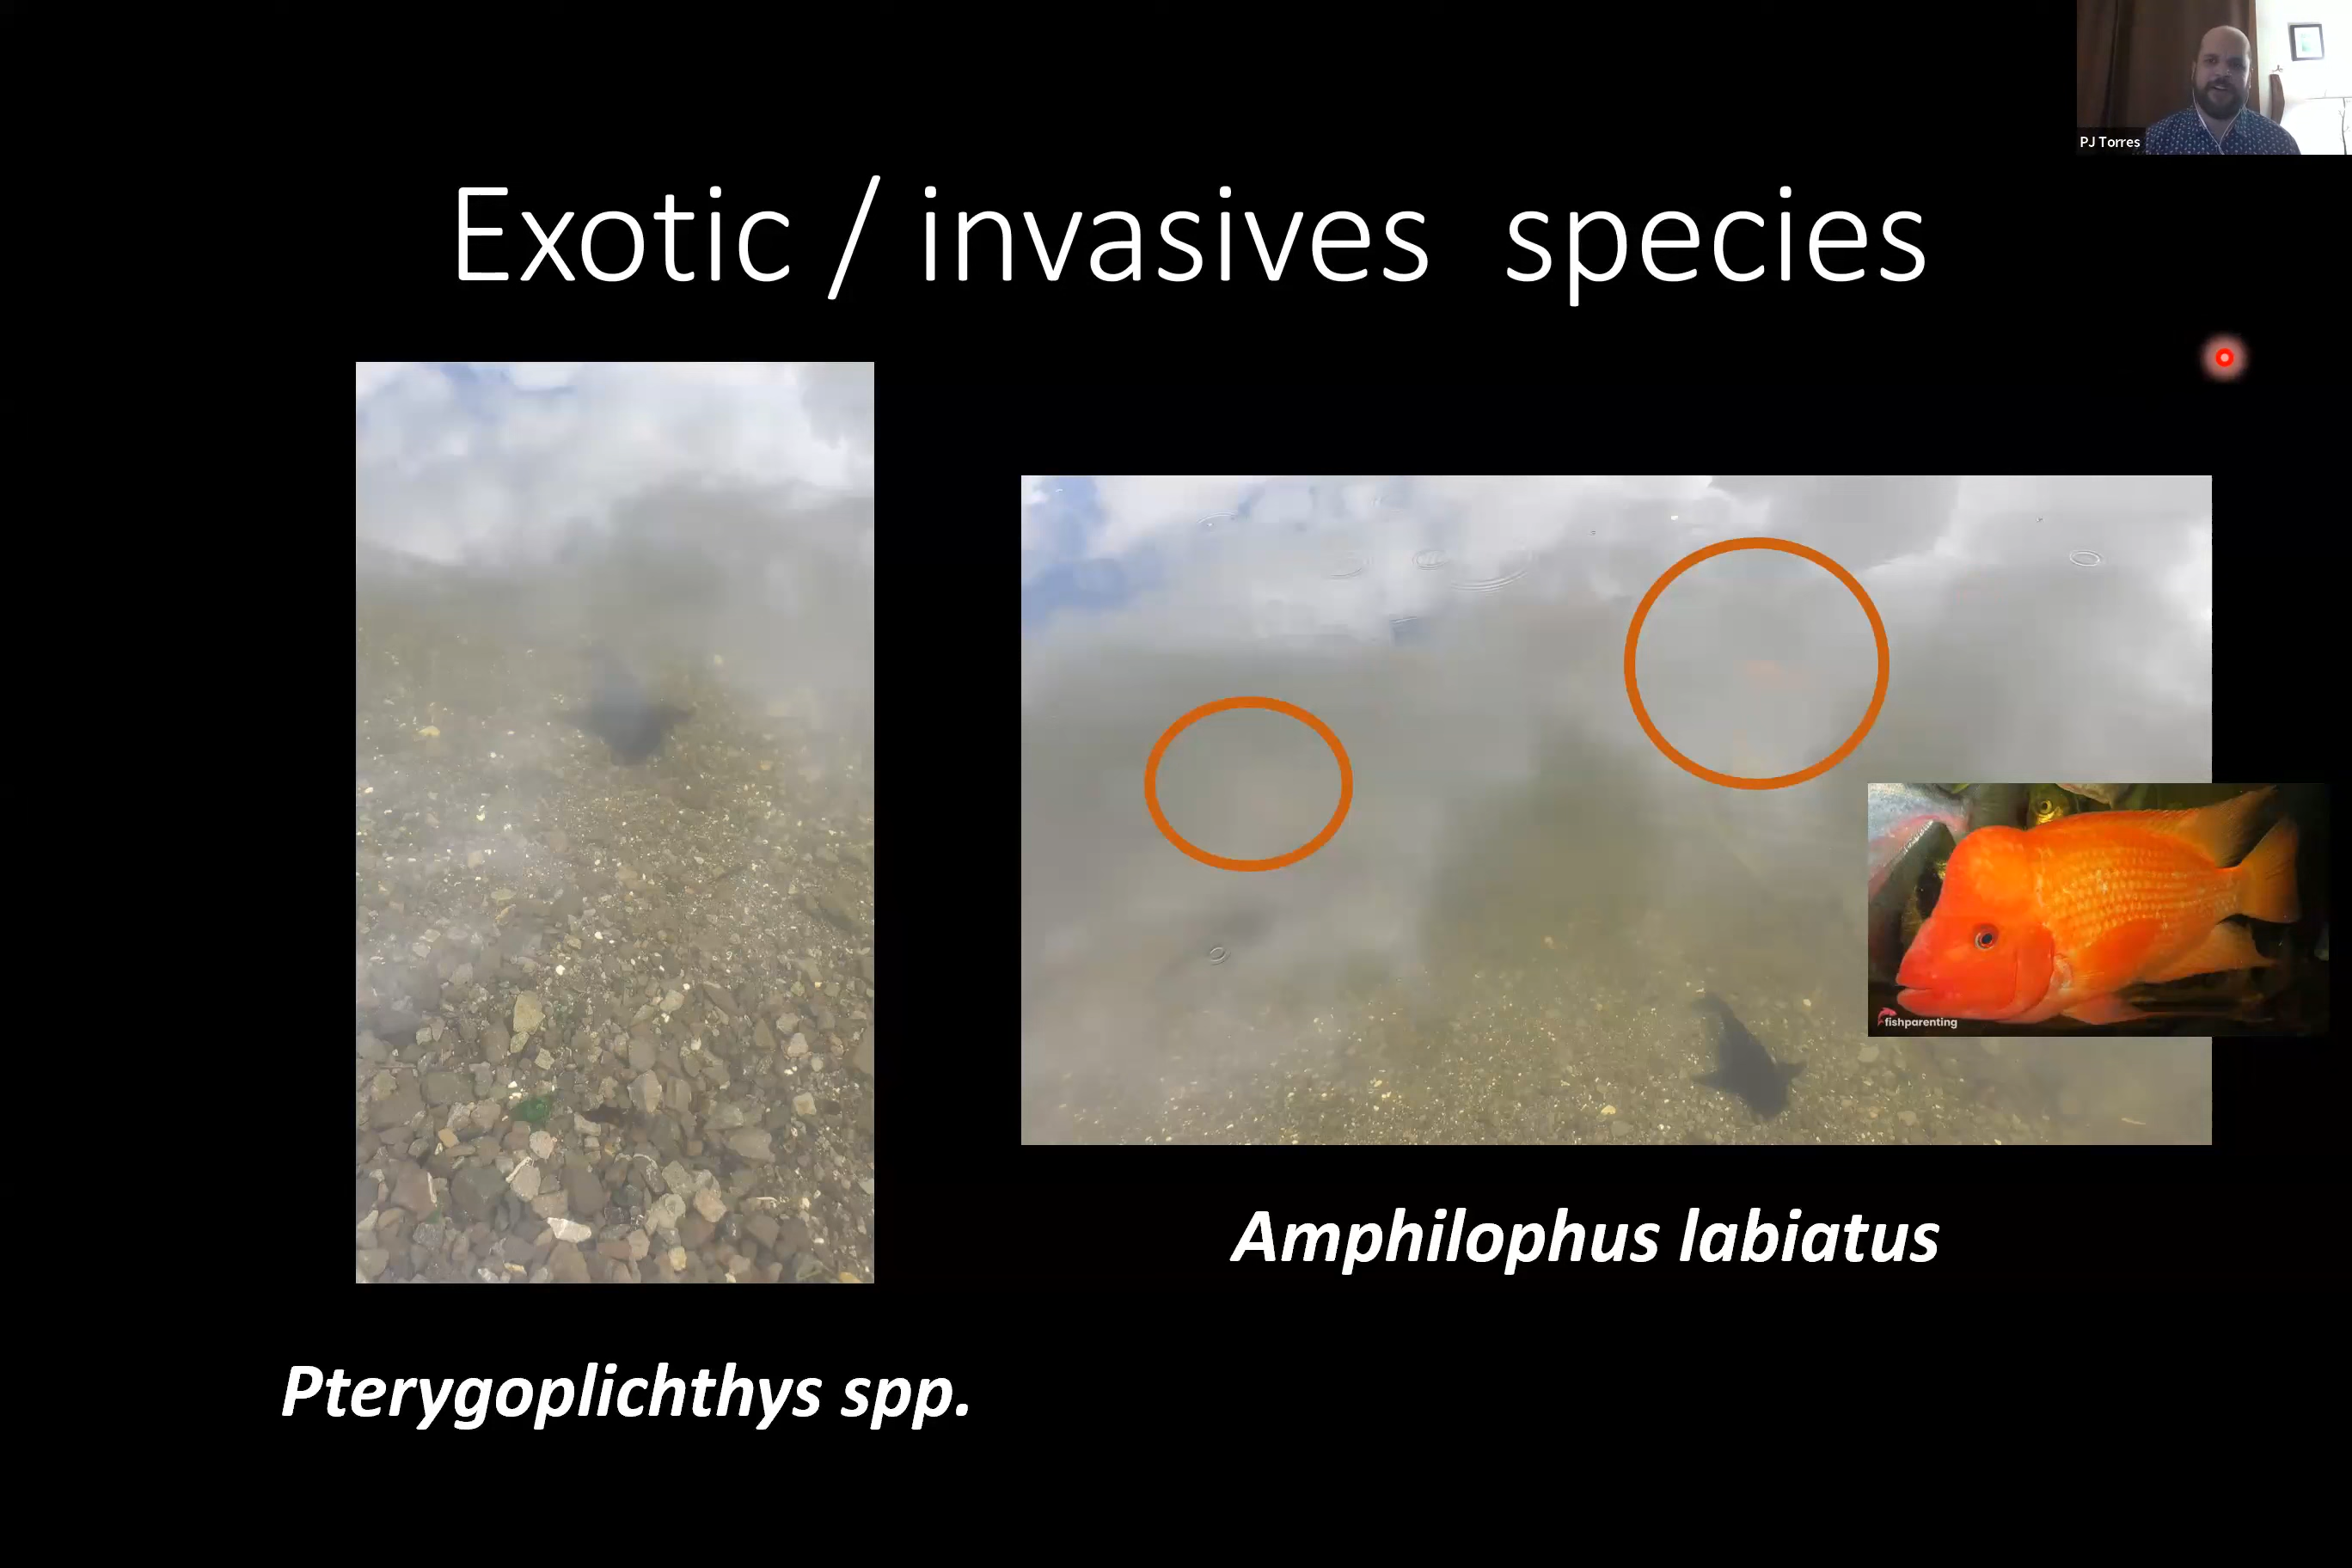 PJ Torres
Exotic / invasives  species
fishparenting
Amphilophus labiatus
Pterygoplichthys spp.